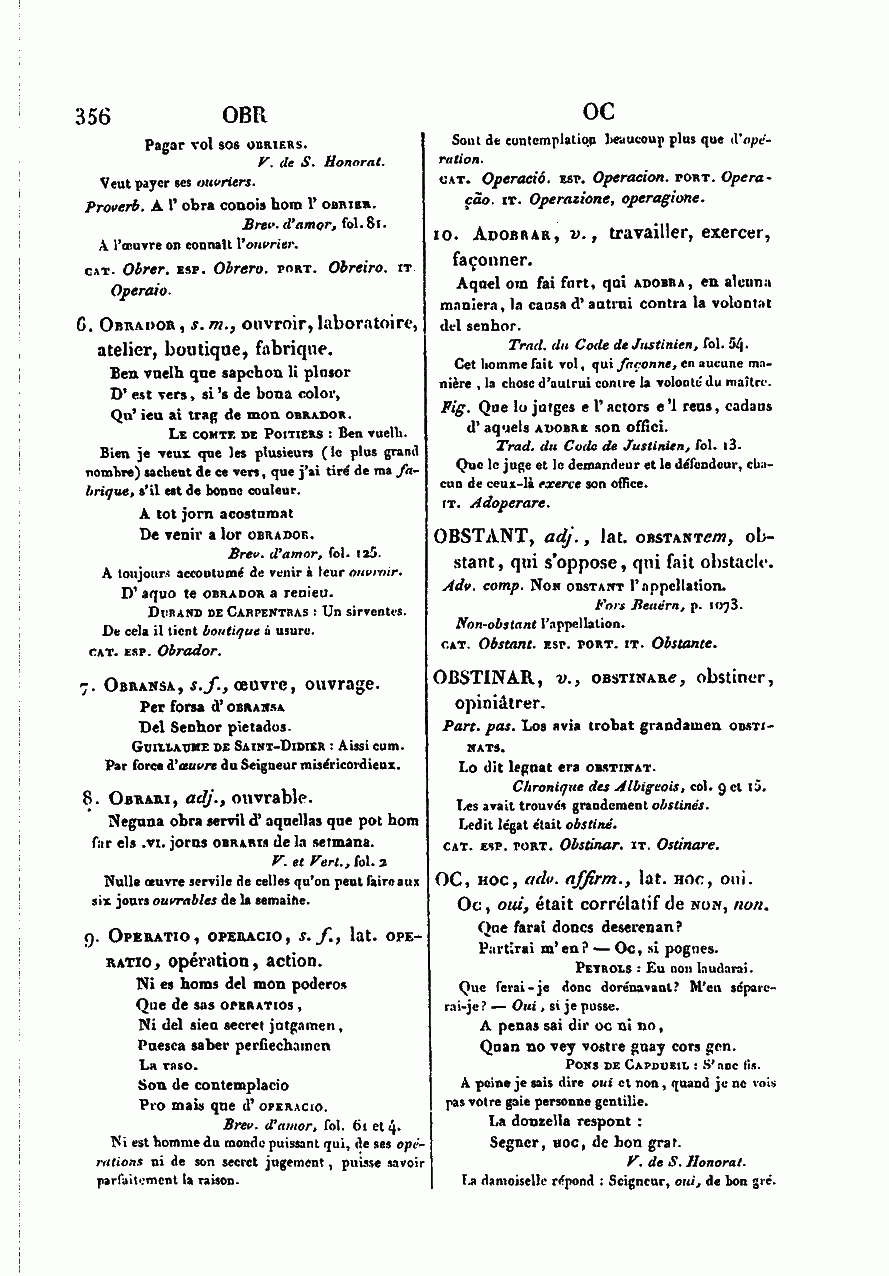 356 OBR OC
Pagar vol sos OBRIERS.
V. de S. Honorat.
Veut payer ses ouvriers.
Proverb. A l' obra conois hom l' OBRIER.
Brev. d'amor, fol. 81.
A l'œuvre on connaît l'ouvrier.
CAT. Obrer. ESP. Obrero. PORT. Obreiro. IT.
Operaio.
6. OBRADOR, s. m., ouvroir, laboratoire,
atelier, boutique, fabrique.
Ben vuelh que sapchon li plusor
D' est vers, si 's de bona color,
Qu' ieu ai trag de mon OBRADOR.
LE COMTE DE POITIERS : Ben vuelh.
Bien je veux que les plusieurs (le plus grand
nombre) sachent de ce vers, que j'ai tiré de ma fa-
brique, s'il est de bonne couleur.
A tot jorn acostumat
De venir a lor OBRADOR.
Brev. d'amor, fol. 125.
A toujours accoutumé de venir à leur ouvroir.
D' aquo te OBRADOR a renieu.
DURAND DE CARPENTRAS : Un sirventes.
De cela il tient boutique à usure.
CAT. ESP. Obrador.
7. OBRANSA, s. f., œuvre, ouvrage.
Per forsa d' OBRANSA
Del Senhor pietados.
GUILLAUME DE SAINT-DIDIER : Aissi cum.
Par force d'œuvre du Seigneur miséricordieux.
8. OBRARI, adj., ouvrable.
Neguna obra servil d' aquellas que pot hom
far els .VI. jorns OBRARIS de la setmana.
V. et Vert., fol. 2
Nulle œuvre servile de celles qu'on peut faire aux
six jours ouvrables de la semaine.
9. OPERATIO, OPERACIO, s. f., lat. OPE-
RATIO, opération, action.
Ni es homs del mon poderos
Que de sas OPERATIOS,
Ni del sieu secret jutgamen,
Puesca saber perfiechamen
La raso.
Son de contemplacio
Pro mais que d' OPERACIO.
Brev. d'amor, fol. 61 et 4.
Ni est homme du monde puissant qui, de ses opé-
rations ni de son secret jugement, puisse savoir
parfaitement la raison.
Sont de contemplation beaucoup plus que d'opé-
ration.
CAT. Operació. ESP. Operacion. PORT. Opera-
ção. IT. Operazione, operagione.
10. ADOBRAR, v., travailler, exercer,
façonner.
Aquel om fai furt, qui ADOBRA, en alcuna
maniera, la causa d' autrui contra la volontat
del senhor.
Trad. du Code de Justinien, fol. 54.
Cet homme fait vol, qui façonne, en aucune ma-
nière, la chose d'autrui contre la volonté du maître.
Fig. Que lo jutges e l' actors e 'l reus, cadaus
d' aquels ADOBRE son offici.
Trad. du Code de Justinien, fol. 13.
Que le juge et le demandeur et le défendeur, cha-
cun de ceux-là exerce son office.
IT. Adoperare.
OBSTANT, adj., lat. OBSTANTem, ob-
stant, qui s'oppose, qui fait obstacle.
Adv. comp. NON OBSTANT l'appellation.
Fors Beuérn, p. 1073.
Non-obstant l'appellation.
CAT. Obstant. ESP. PORT. IT. Obstante.
OBSTINAR, v., OBSTINARe, obstiner,
opiniâtrer.
Part. pas. Los avia trobat grandamen OBSTI-
NATS.
Lo dit legnat era OBSTINAT.
Chronique des Albigeois, col. 9 et 15.
Les avait trouvés grandement obstinés.
Ledit légat était obstiné.
CAT. ESP. PORT. Obstinar. IT. Ostinare.
OC, HOC, adv. affirm., lat. HOC, oui.
Oc, oui, était corrélatif de NON, non.
Que farai doncs deserenan?
Partirai m' en? — Oc, si pogues.
PEYROLS : Eu non laudarai.
Que ferai-je donc dorénavant? M'en sépare-
rai-je? — Oui, si je pusse.
A penas sai dir OC ni no,
Quan no vey vostre guay cors gen.
PONS DE CAPDUEIL : S'anc fis.
A peine je sais dire oui et non, quand je ne vois
pas votre gaie personne gentille.
La donzella respont :
Segner, HOC, de bon grat.
V. de S. Honorat.
La damoiselle répond : Seigneur, oui, de bon gré.